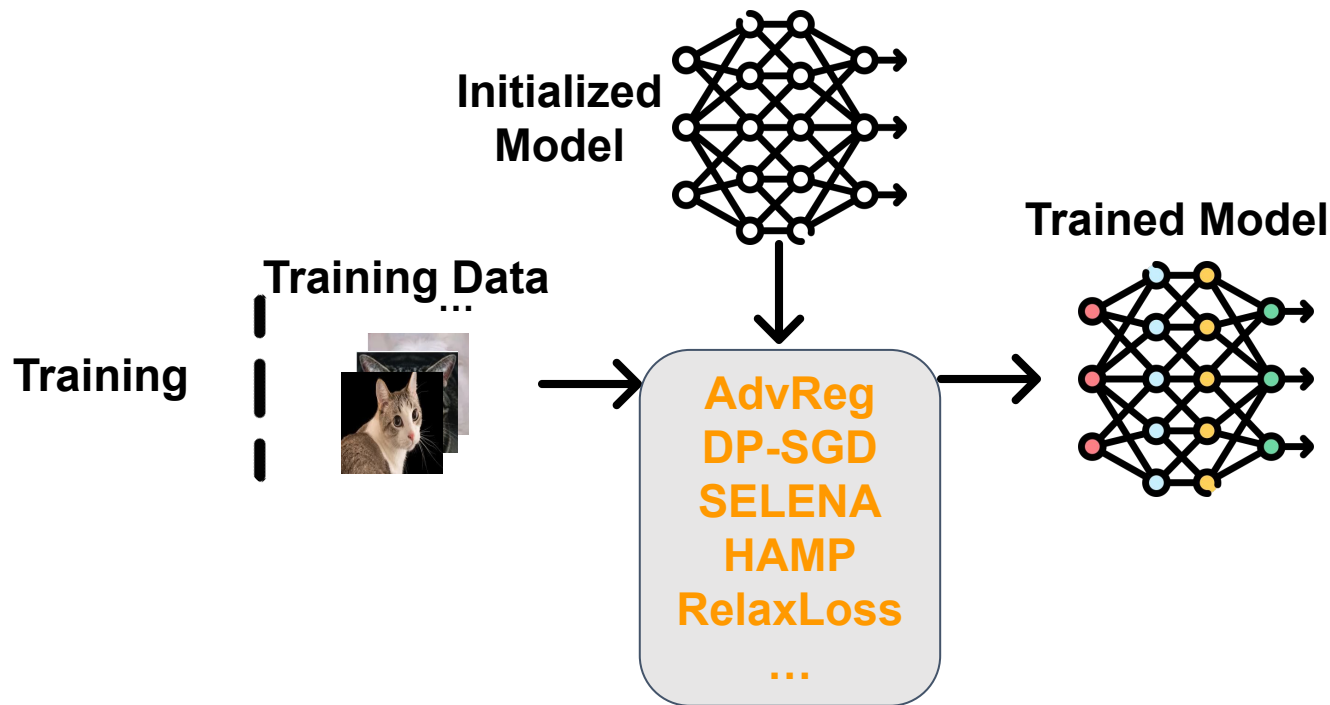 Initialized
Model
Trained Model
Training Data
...
Training
AdvReg
DP-SGD
SELENA
HAMP
RelaxLoss
...